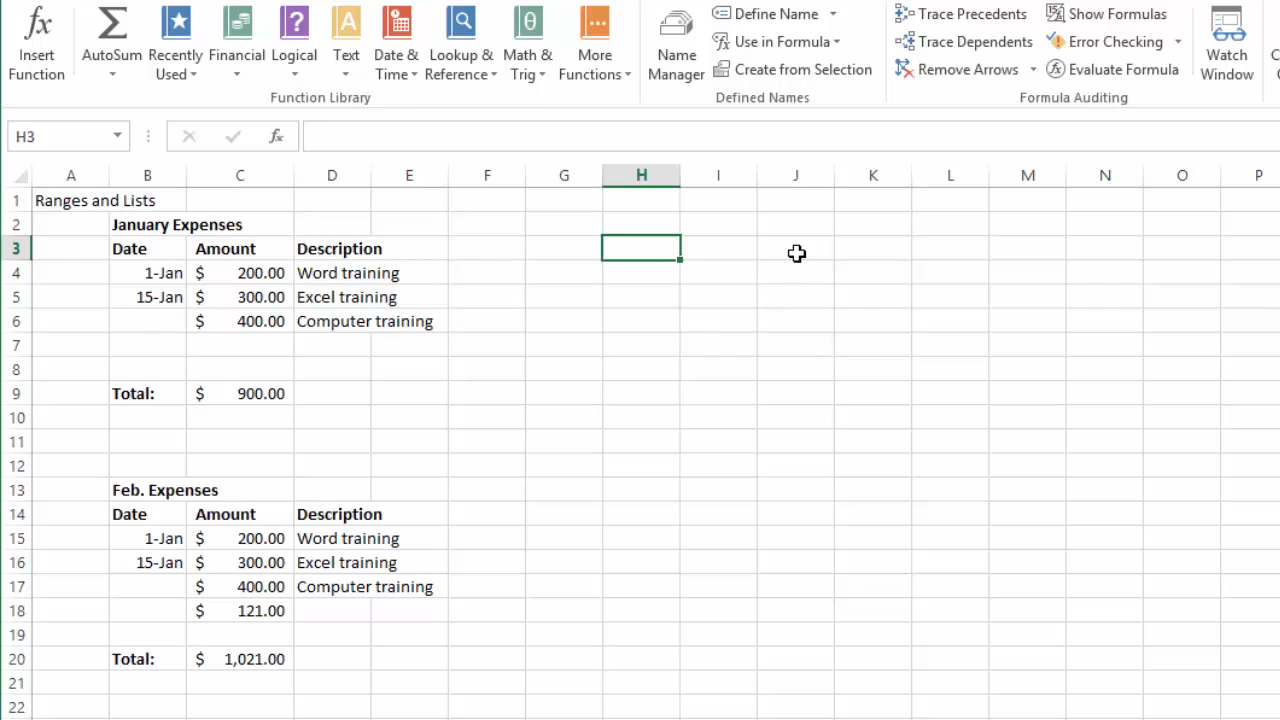 Insert Function
AutoSum
Recently Used
Financial
Logical
Text
Date & Time
Lookup & Reference
Math & Trig
More Functions
Function Library
Name Manager
Define Name
Use in Formula
Create from Selection
Defined Names
Trace Precedents
Trace Dependents
Remove Arrows
Show Formulas
Error Checking
Evaluate Formula
Formula Auditing
Watch Window
H3
fx
A B C D E F G H I J K L M N O P
1 Ranges and Lists
2 January Expenses
3 Date Amount Description
4 1-Jan $ 200.00 Word training
5 15-Jan $ 300.00 Excel training
6 $ 400.00 Computer training
7
8
9 Total: $ 900.00
10
11
12
13 Feb. Expenses
14 Date Amount Description
15 1-Jan $ 200.00 Word training
16 15-Jan $ 300.00 Excel training
17 $ 400.00 Computer training
18 $ 121.00
19
20 Total: $ 1,021.00
21
22